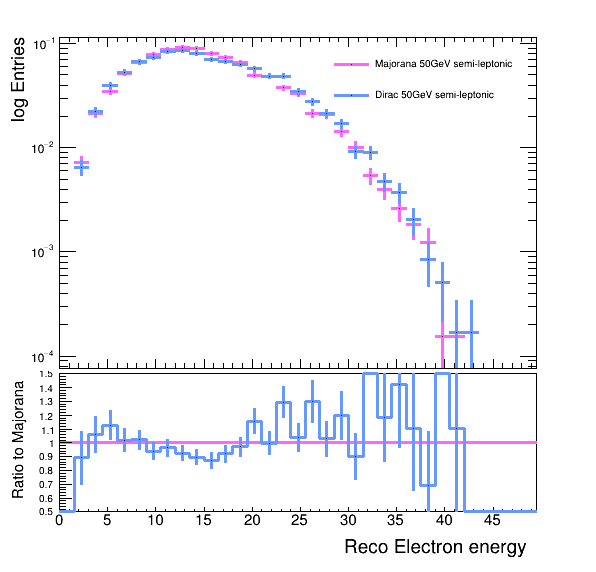 log Entries
10⁻¹
10⁻²
10⁻³
10⁻⁴
Majorana 50GeV semi-leptonic
Dirac 50GeV semi-leptonic
Ratio to Majorana
1.5
1.4
1.3
1.2
1.1
1
0.9
0.8
0.7
0.6
0.5
0 5 10 15 20 25 30 35 40 45
Reco Electron energy